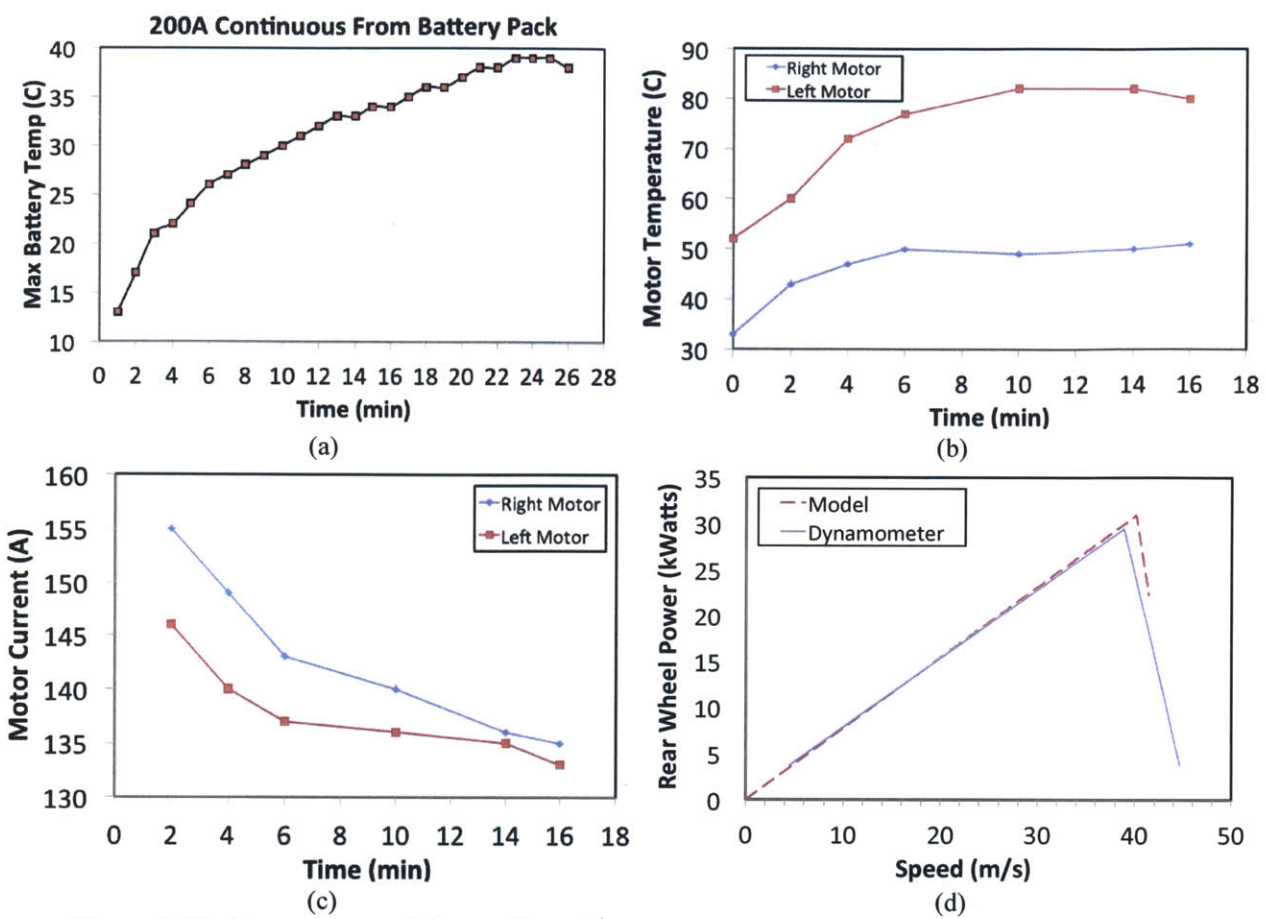 200A Continuous From Battery Pack
Max Battery Temp (C)
40
35
30
25
20
15
10
0 2 4 6 8 10 12 14 16 18 20 22 24 26 28
Time (min)
(a)
Motor Temperature (C)
90
80
70
60
50
40
30
Right Motor
Left Motor
0 2 4 6 8 10 12 14 16 18
Time (min)
(b)
Motor Current (A)
160
155
150
145
140
135
130
Right Motor
Left Motor
0 2 4 6 8 10 12 14 16 18
Time (min)
(c)
Rear Wheel Power (kWatts)
35
30
25
20
15
10
5
0
Model
Dynamometer
0 10 20 30 40 50
Speed (m/s)
(d)